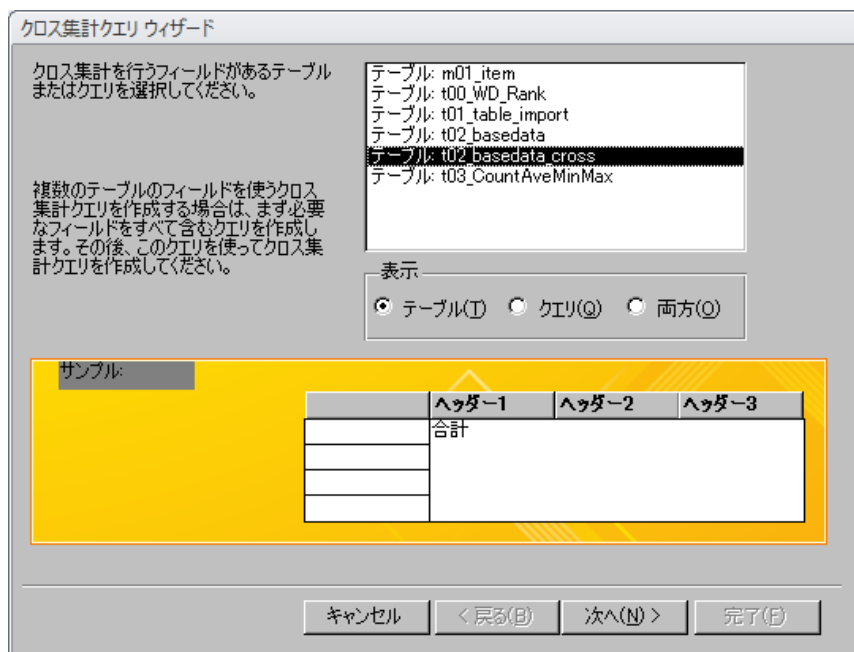 クロス集計クエリ ウィザード
クロス集計を行うフィールドがあるテーブル
またはクエリを選択してください。
複数のテーブルのフィールドを使うクロス
集計クエリを作成する場合は、まず必要
なフィールドをすべて含むクエリを作成し
ます。その後、このクエリを使ってクロス集
計クエリを作成してください。
テーブル: m01_item
テーブル: t00_WD_Rank
テーブル: t01_table_import
テーブル: t02_basedata
テーブル: t02_basedata_cross
テーブル: t03_CountAveMinMax
表示
テーブル(T) クエリ(Q) 両方(O)
サンプル:
ヘッダー1 ヘッダー2 ヘッダー3
合計
キャンセル < 戻る(B) 次へ(N) > 完了(F)